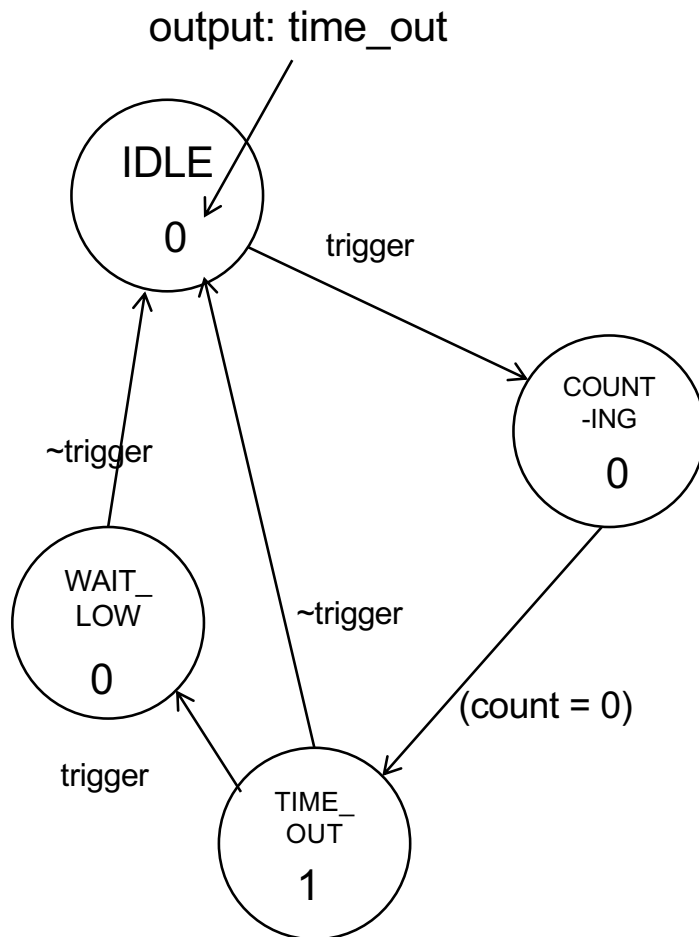 output: time_out
IDLE
0
trigger
COUNT
-ING
0
~trigger
WAIT_
LOW
0
~trigger
(count = 0)
trigger
TIME_
OUT
1